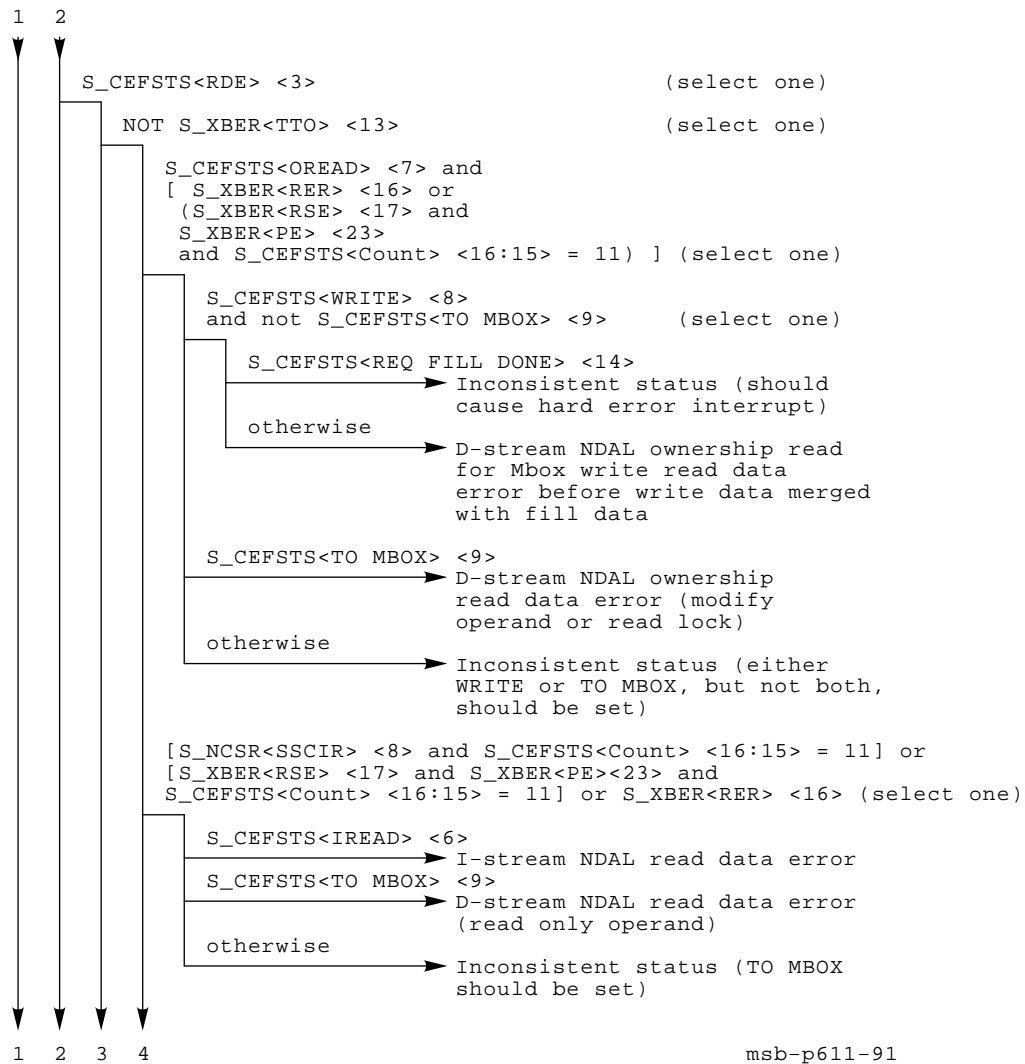 1 2
S_CEFSTS<RDE> <3> (select one)
NOT S_XBER<TTO> <13> (select one)
S_CEFSTS<OREAD> <7> and
[ S_XBER<RER> <16> or
(S_XBER<RSE> <17> and
S_XBER<PE> <23>
and S_CEFSTS<Count> <16:15> = 11) ] (select one)
S_CEFSTS<WRITE> <8>
and not S_CEFSTS<TO MBOX> <9> (select one)
S_CEFSTS<REQ FILL DONE> <14>
Inconsistent status (should
cause hard error interrupt)
otherwise
D-stream NDAL ownership read
for Mbox write read data
error before write data merged
with fill data
S_CEFSTS<TO MBOX> <9>
D-stream NDAL ownership
read data error (modify
operand or read lock)
otherwise
Inconsistent status (either
WRITE or TO MBOX, but not both,
should be set)
[S_NCSR<SSCIR> <8> and S_CEFSTS<Count> <16:15> = 11] or
[S_XBER<RSE> <17> and S_XBER<PE><23> and
S_CEFSTS<Count> <16:15> = 11] or S_XBER<RER> <16> (select one)
S_CEFSTS<IREAD> <6>
I-stream NDAL read data error
S_CEFSTS<TO MBOX> <9>
D-stream NDAL read data error
(read only operand)
otherwise
Inconsistent status (TO MBOX
should be set)
1 2 3 4 msb-p611-91